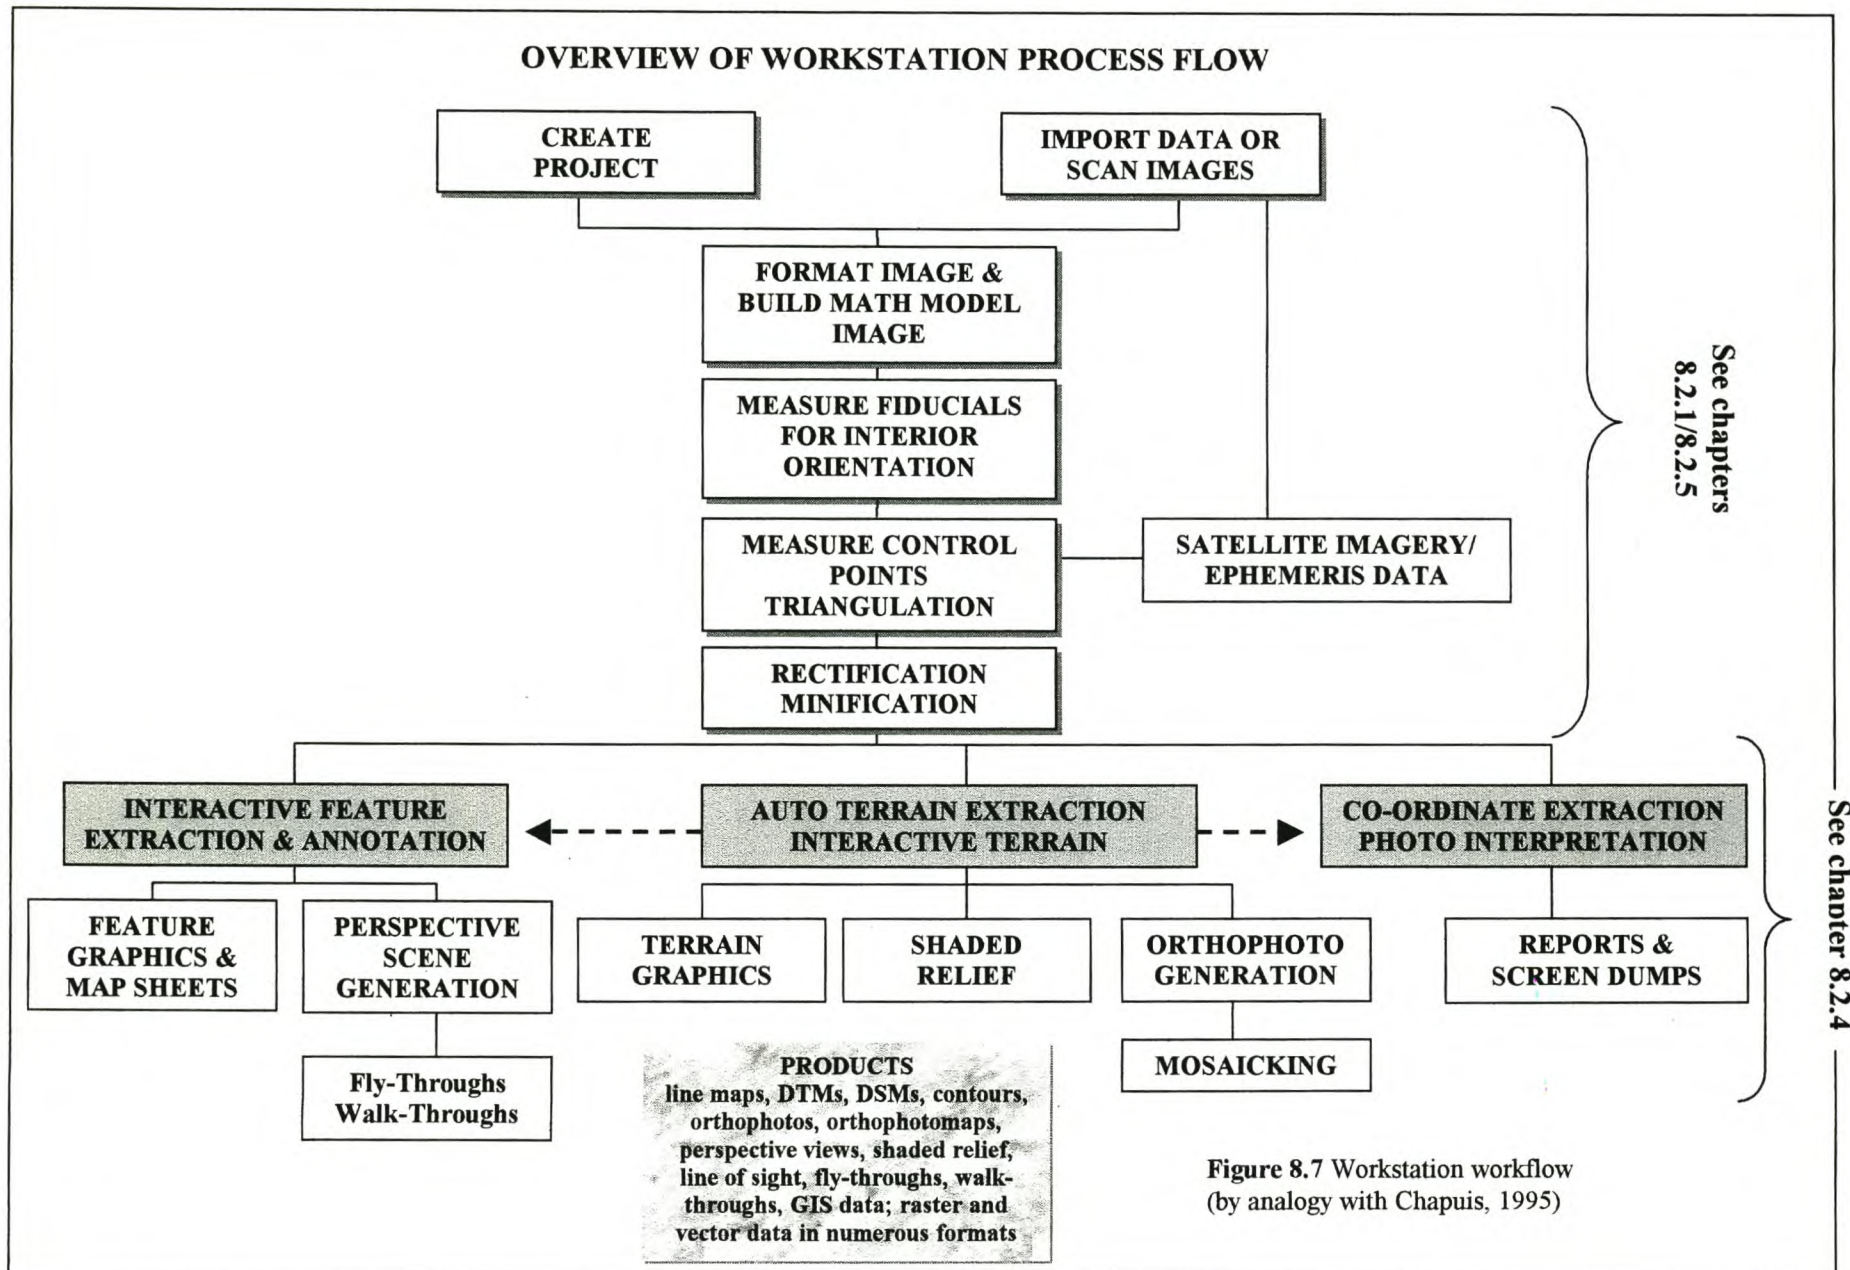 OVERVIEW OF WORKSTATION PROCESS FLOW
CREATE
PROJECT
IMPORT DATA OR
SCAN IMAGES
FORMAT IMAGE &
BUILD MATH MODEL
IMAGE
MEASURE FIDUCIALS
FOR INTERIOR
ORIENTATION
MEASURE CONTROL
POINTS
TRIANGULATION
SATELLITE IMAGERY/
EPHEMERIS DATA
RECTIFICATION
MINIFICATION
See chapters
8.2.1/8.2.5
INTERACTIVE FEATURE
EXTRACTION & ANNOTATION
AUTO TERRAIN EXTRACTION
INTERACTIVE TERRAIN
CO-ORDINATE EXTRACTION
PHOTO INTERPRETATION
FEATURE
GRAPHICS &
MAP SHEETS
PERSPECTIVE
SCENE
GENERATION
TERRAIN
GRAPHICS
SHADED
RELIEF
ORTHOPHOTO
GENERATION
REPORTS &
SCREEN DUMPS
See chapter 8.2.4
Fly-Throughs
Walk-Throughs
MOSAICKING
PRODUCTS
line maps, DTMs, DSMs, contours,
orthophotos, orthophotomaps,
perspective views, shaded relief,
line of sight, fly-throughs, walk-
throughs, GIS data; raster and
vector data in numerous formats
Figure 8.7 Workstation workflow
(by analogy with Chapuis, 1995)